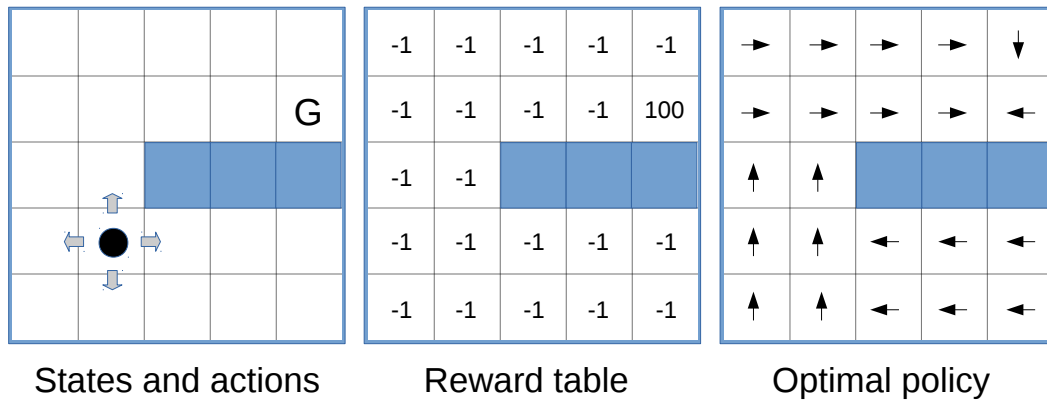 G
-1 -1 -1 -1 -1
-1 -1 -1 -1 100
-1 -1
-1 -1 -1 -1 -1
-1 -1 -1 -1 -1
States and actions
Reward table
Optimal policy